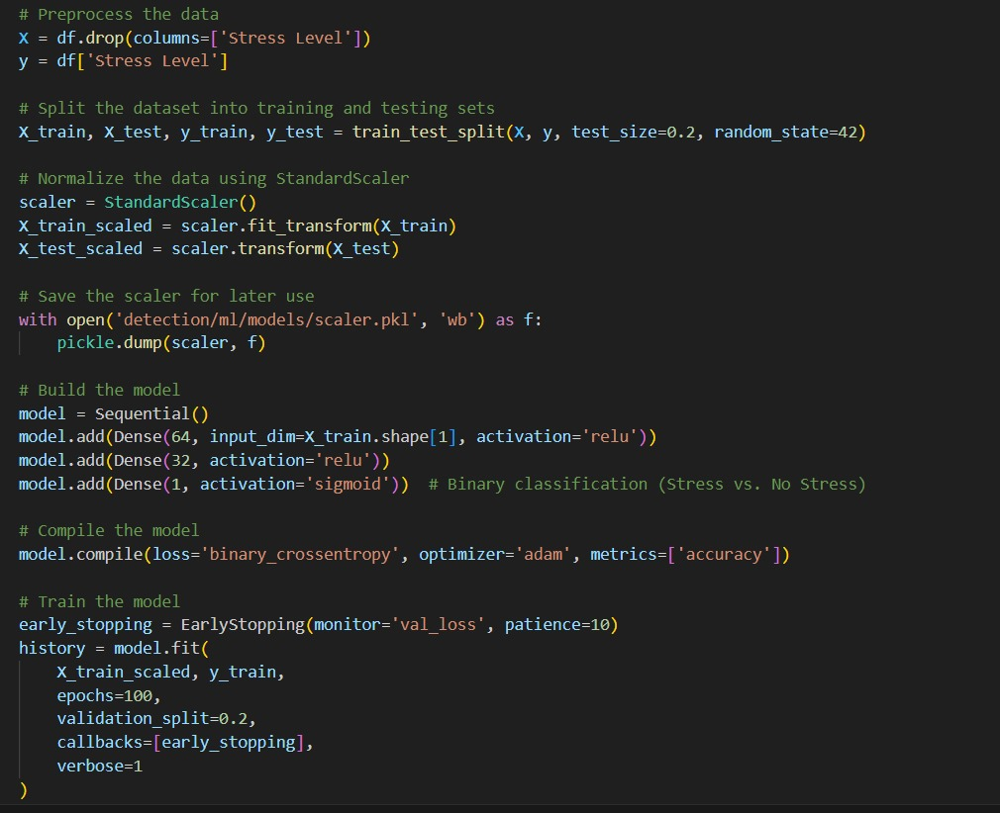 # Preprocess the data
X = df.drop(columns=['Stress Level'])
y = df['Stress Level']
# Split the dataset into training and testing sets
X_train, X_test, y_train, y_test = train_test_split(X, y, test_size=0.2, random_state=42)
# Normalize the data using StandardScaler
scaler = StandardScaler()
X_train_scaled = scaler.fit_transform(X_train)
X_test_scaled = scaler.transform(X_test)
# Save the scaler for later use
with open('detection/ml/models/scaler.pkl', 'wb') as f:
    pickle.dump(scaler, f)
# Build the model
model = Sequential()
model.add(Dense(64, input_dim=X_train.shape[1], activation='relu'))
model.add(Dense(32, activation='relu'))
model.add(Dense(1, activation='sigmoid'))  # Binary classification (Stress vs. No Stress)
# Compile the model
model.compile(loss='binary_crossentropy', optimizer='adam', metrics=['accuracy'])
# Train the model
early_stopping = EarlyStopping(monitor='val_loss', patience=10)
history = model.fit(
    X_train_scaled, y_train,
    epochs=100,
    validation_split=0.2,
    callbacks=[early_stopping],
    verbose=1
)